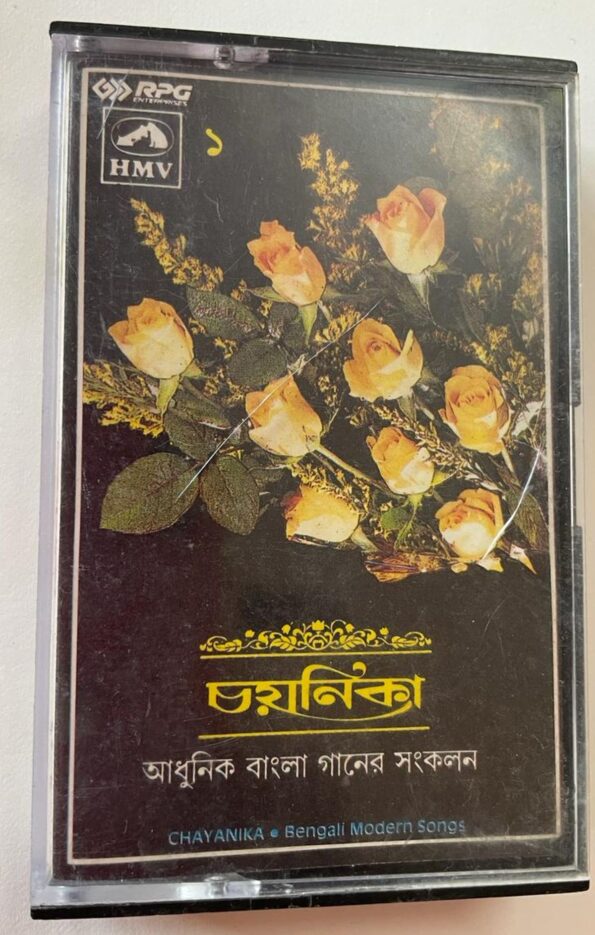 RPG
ENTERPRISES
HMV
১
চয়নিকা
আধুনিক বাংলা গানের সংকলন
CHAYANIKA • Bengali Modern Songs